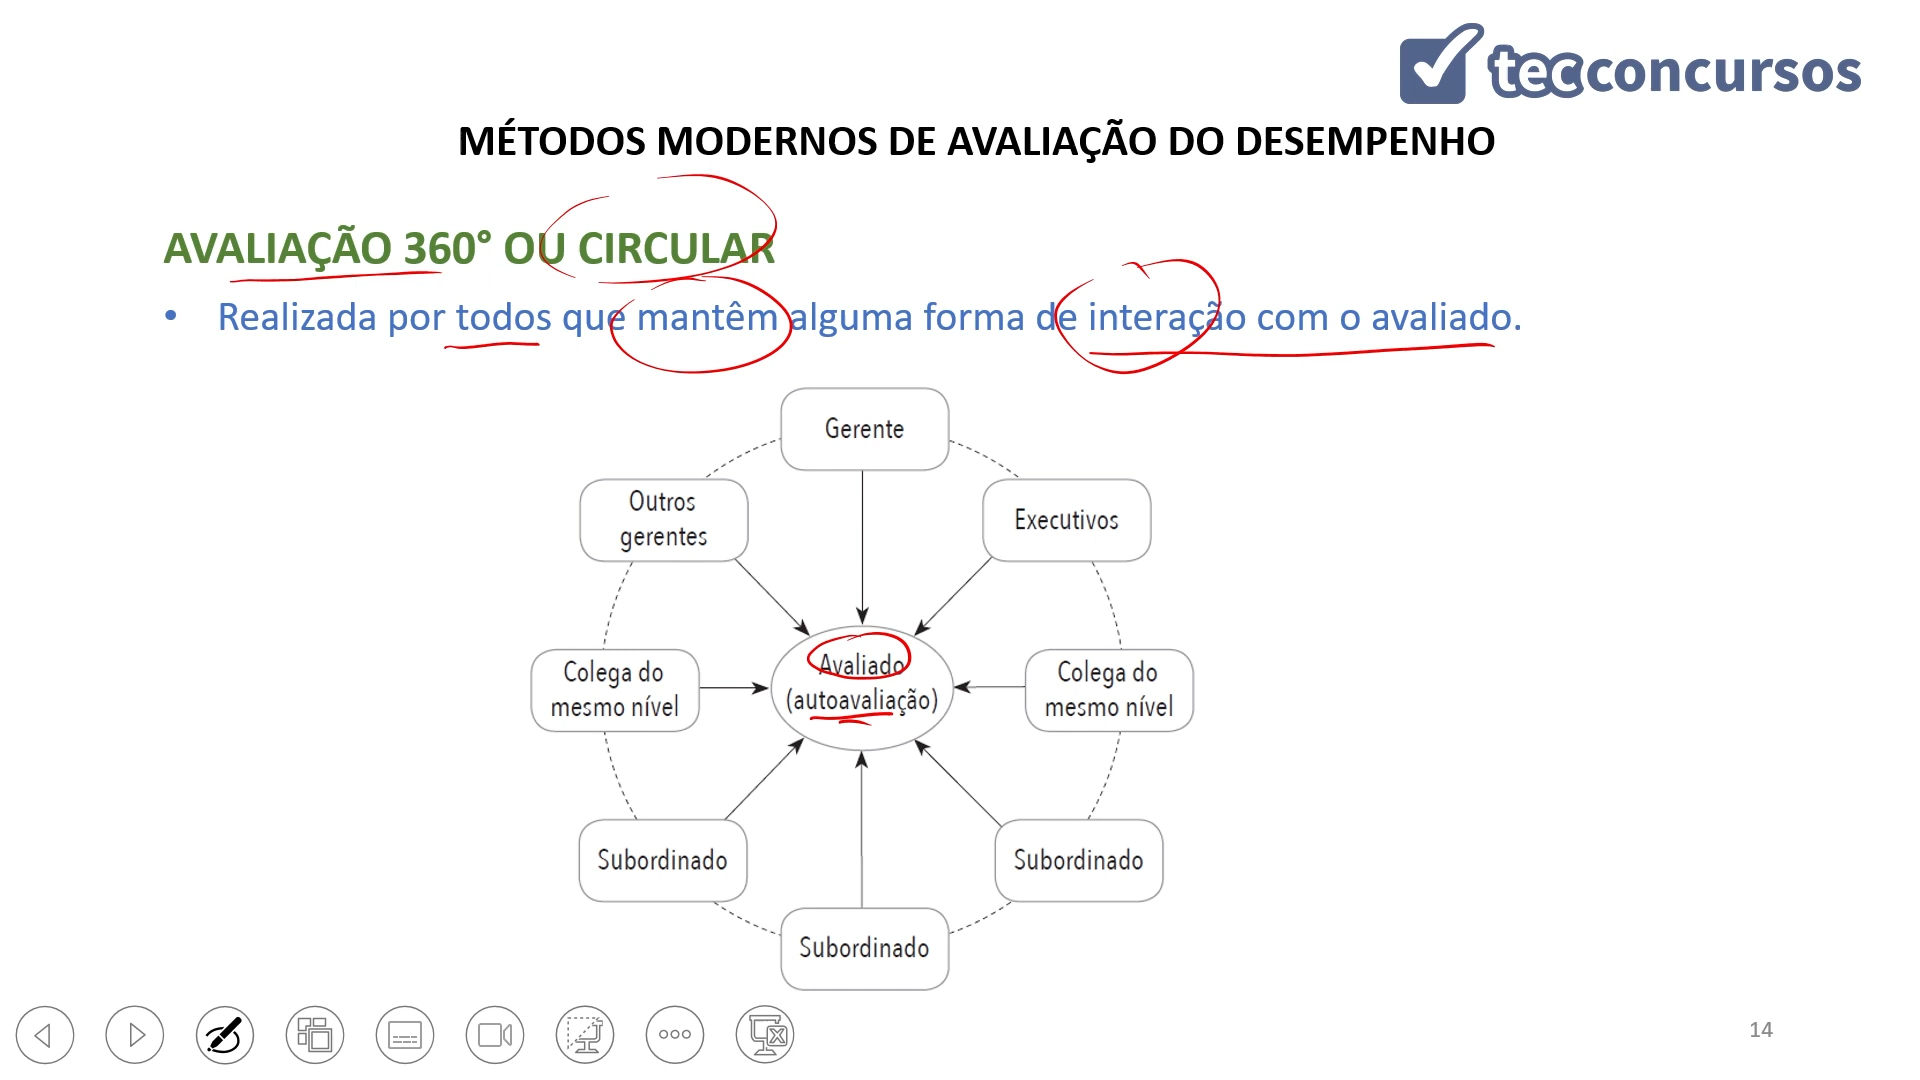 tecconcursos
MÉTODOS MODERNOS DE AVALIAÇÃO DO DESEMPENHO
AVALIAÇÃO 360° OU CIRCULAR
• Realizada por todos que mantêm alguma forma de interação com o avaliado.
Gerente
Outros
gerentes
Executivos
Colega do
mesmo nível
Avaliado
(autoavaliação)
Colega do
mesmo nível
Subordinado
Subordinado
Subordinado
14